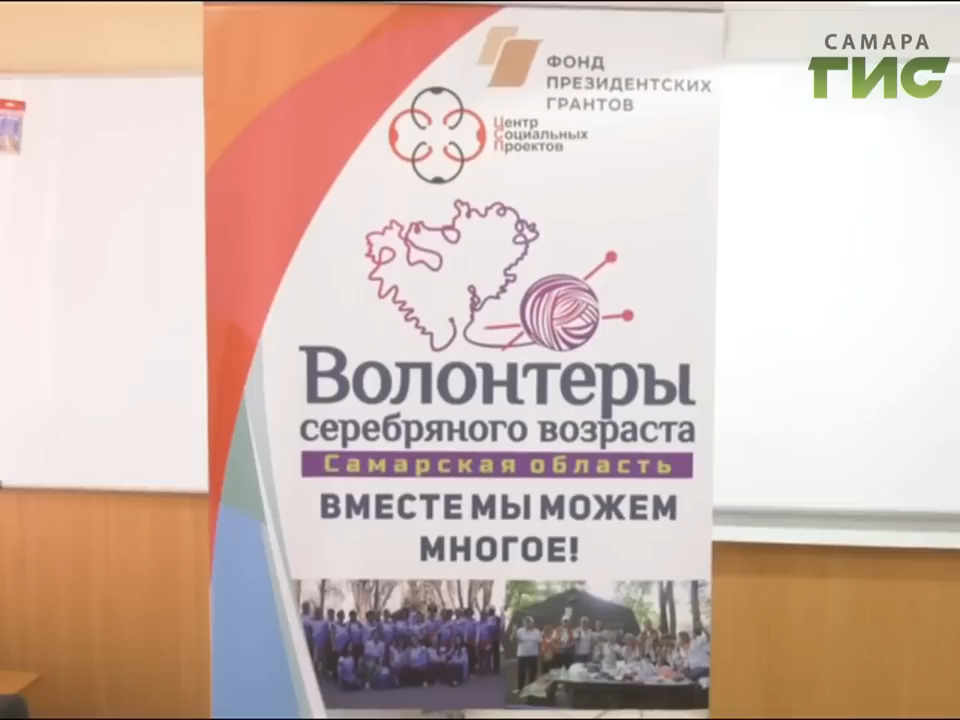 САМАРА
ГИС
ФОНД
ПРЕЗИДЕНТСКИХ
ГРАНТОВ
Центр
Социальных
Проектов
Волонтеры
серебряного возраста
Самарская область
ВМЕСТЕ МЫ МОЖЕМ
МНОГОЕ!